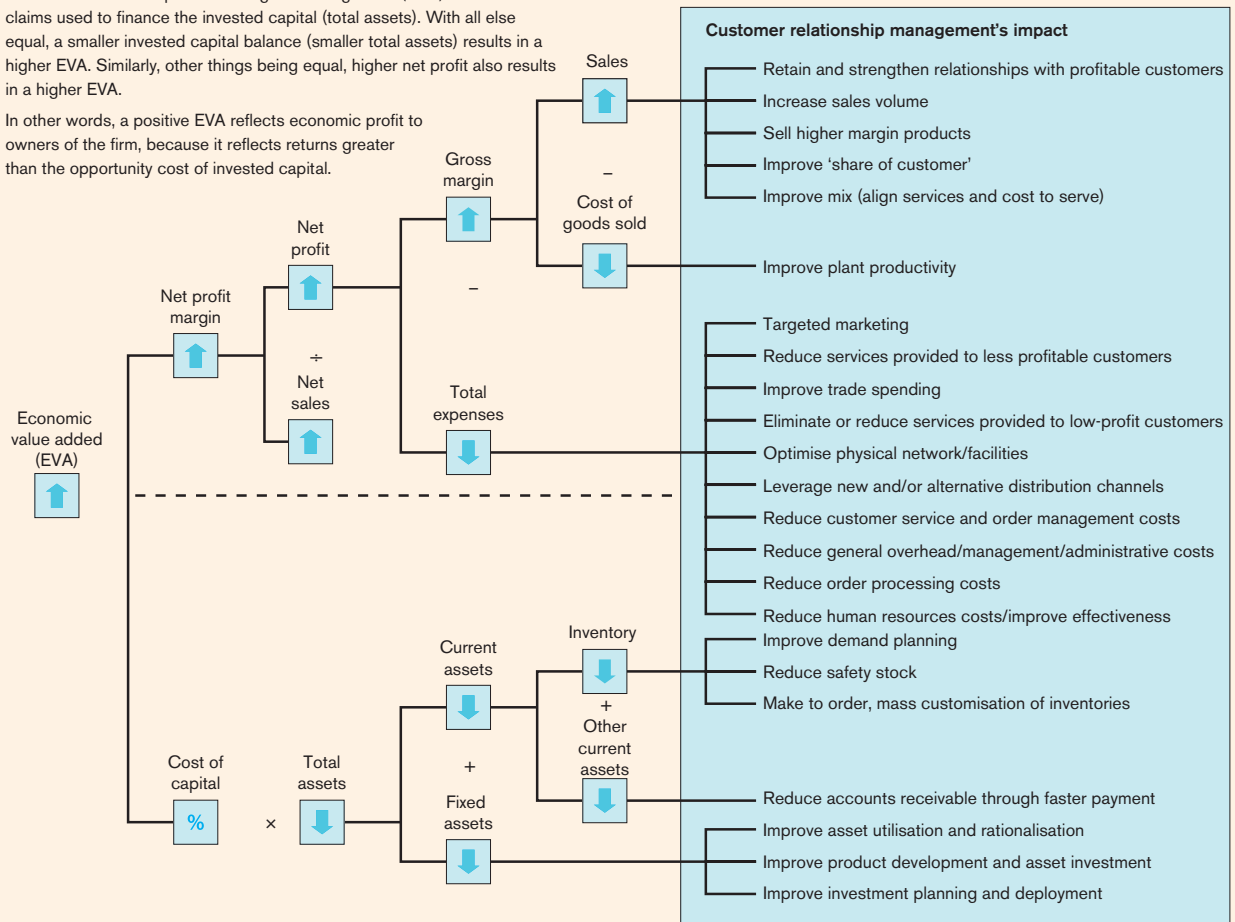 claims used to finance the invested capital (total assets). With all else
equal, a smaller invested capital balance (smaller total assets) results in a
higher EVA. Similarly, other things being equal, higher net profit also results
in a higher EVA.
In other words, a positive EVA reflects economic profit to
owners of the firm, because it reflects returns greater
than the opportunity cost of invested capital.
Economic
value added
(EVA)
Net profit
margin
Net
profit
÷
Net
sales
Gross
margin
–
Total
expenses
Sales
–
Cost of
goods sold
Cost of
capital
%
×
Total
assets
Current
assets
+
Fixed
assets
Inventory
+
Other
current
assets
Customer relationship management's impact
Retain and strengthen relationships with profitable customers
Increase sales volume
Sell higher margin products
Improve ‘share of customer’
Improve mix (align services and cost to serve)
Improve plant productivity
Targeted marketing
Reduce services provided to less profitable customers
Improve trade spending
Eliminate or reduce services provided to low-profit customers
Optimise physical network/facilities
Leverage new and/or alternative distribution channels
Reduce customer service and order management costs
Reduce general overhead/management/administrative costs
Reduce order processing costs
Reduce human resources costs/improve effectiveness
Improve demand planning
Reduce safety stock
Make to order, mass customisation of inventories
Reduce accounts receivable through faster payment
Improve asset utilisation and rationalisation
Improve product development and asset investment
Improve investment planning and deployment